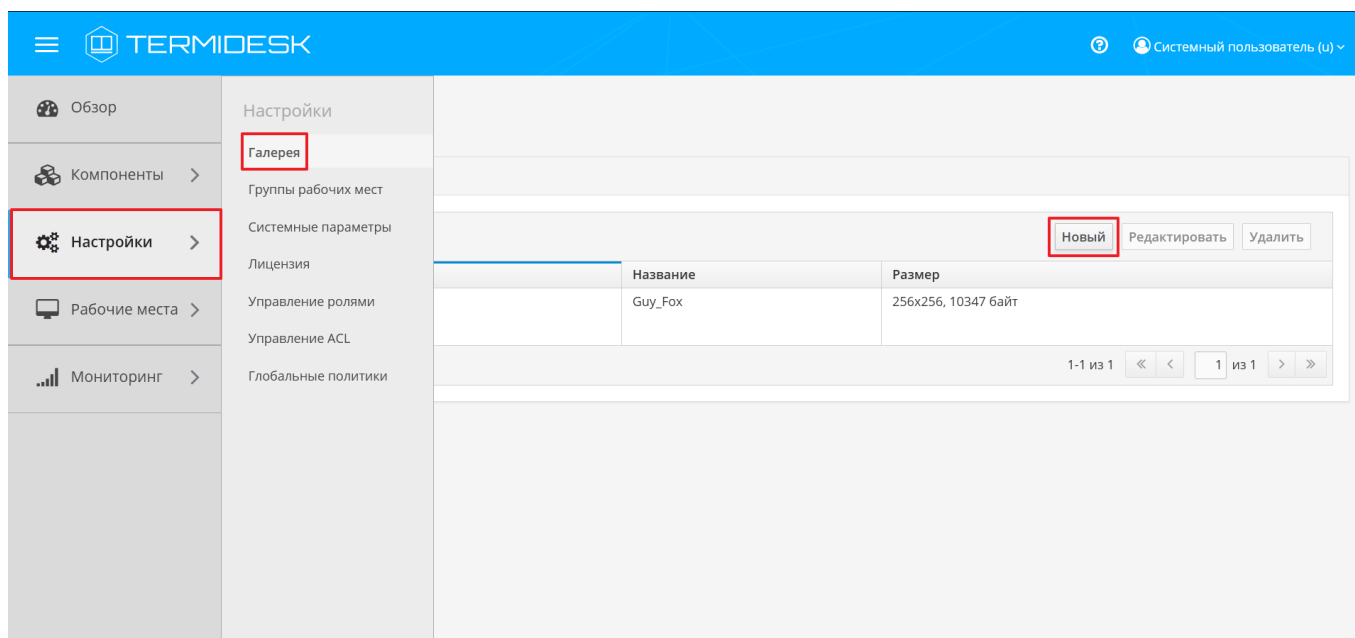 TERMIDESK
Системный пользователь (u)
Обзор
Компоненты
Настройки
Рабочие места
Мониторинг
Настройки
Галерея
Группы рабочих мест
Системные параметры
Лицензия
Управление ролями
Управление ACL
Глобальные политики
Новый Редактировать Удалить
Название Размер
Guy_Fox 256x256, 10347 байт
1-1 из 1 « < 1 из 1 > »